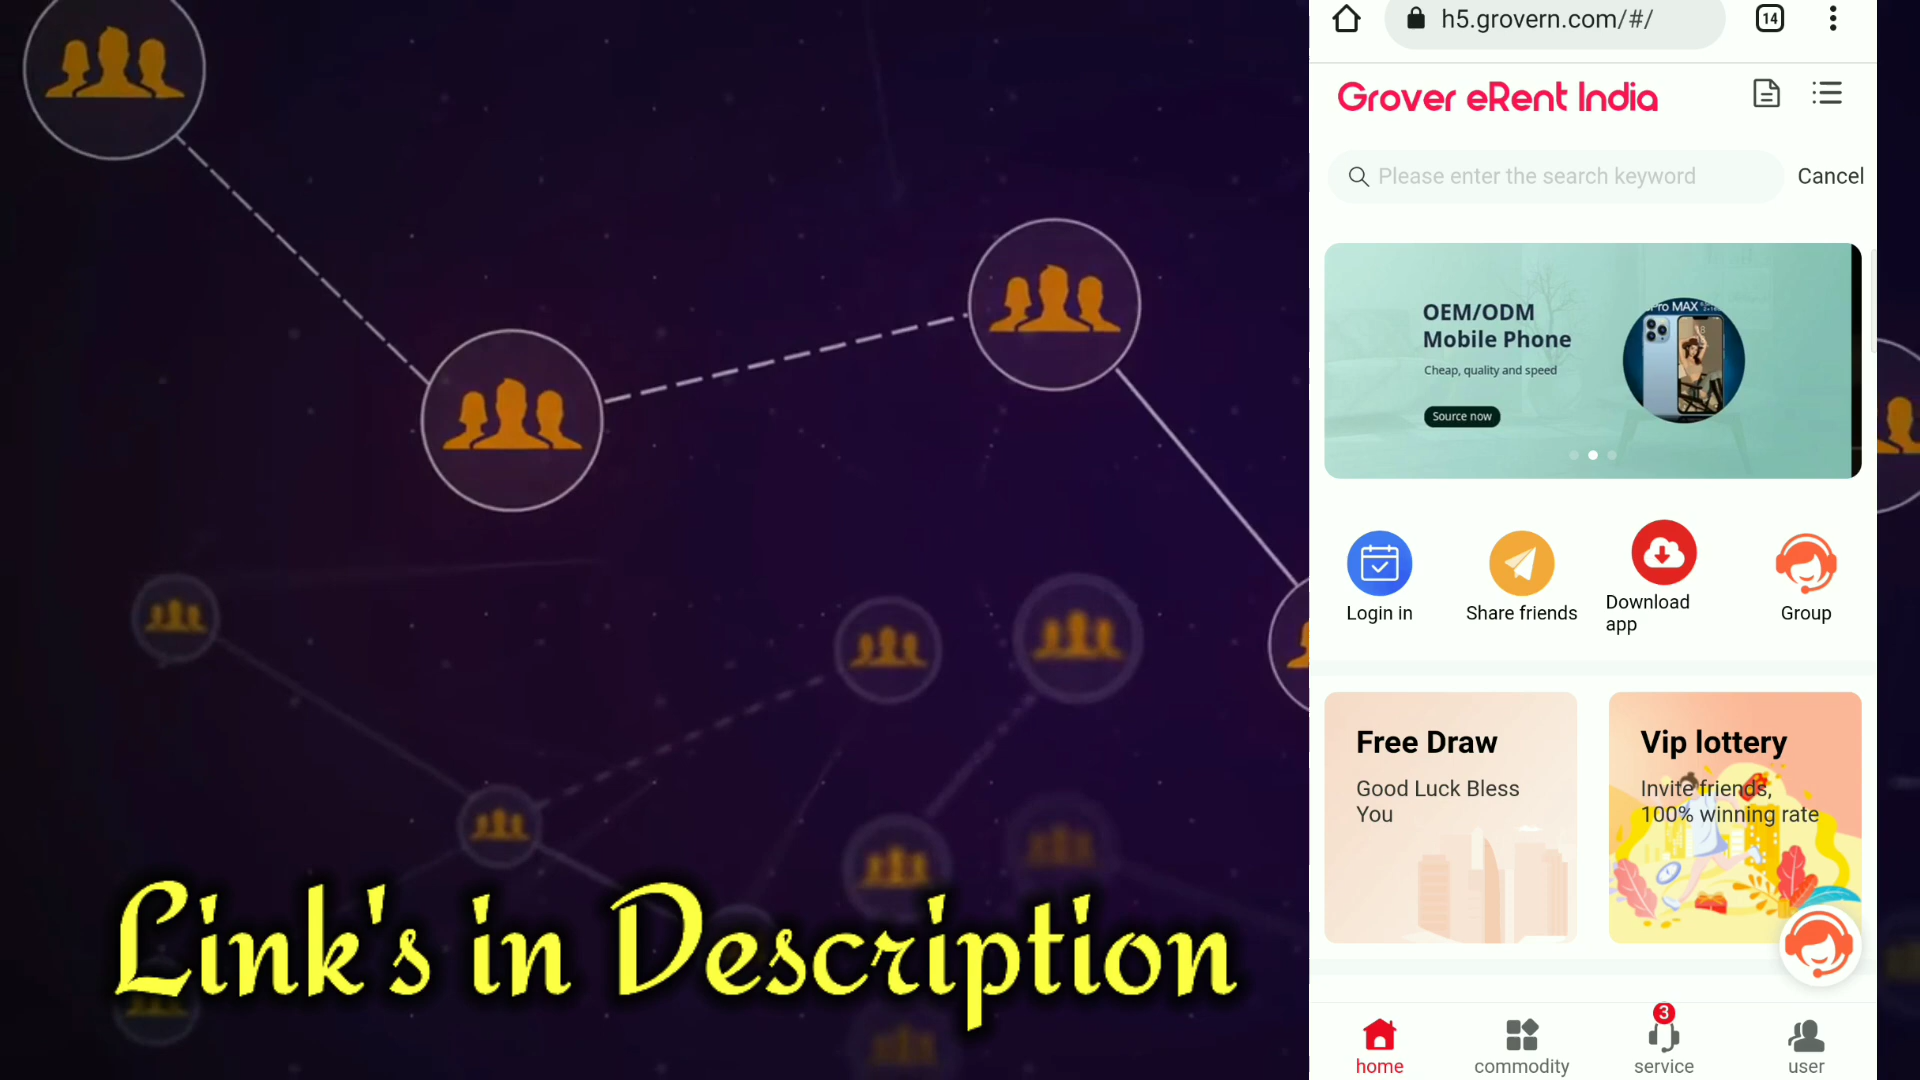 h5.grovern.com/#/
14
Grover eRent India
Please enter the search keyword
Cancel
OEM/ODM
Mobile Phone
Cheap, quality and speed
Source now
Pro MAX
Login in
Share friends
Download
app
Group
Free Draw
Good Luck Bless
You
Vip lottery
Invite friends,
100% winning rate
Link's in Description
3
home
commodity
service
user